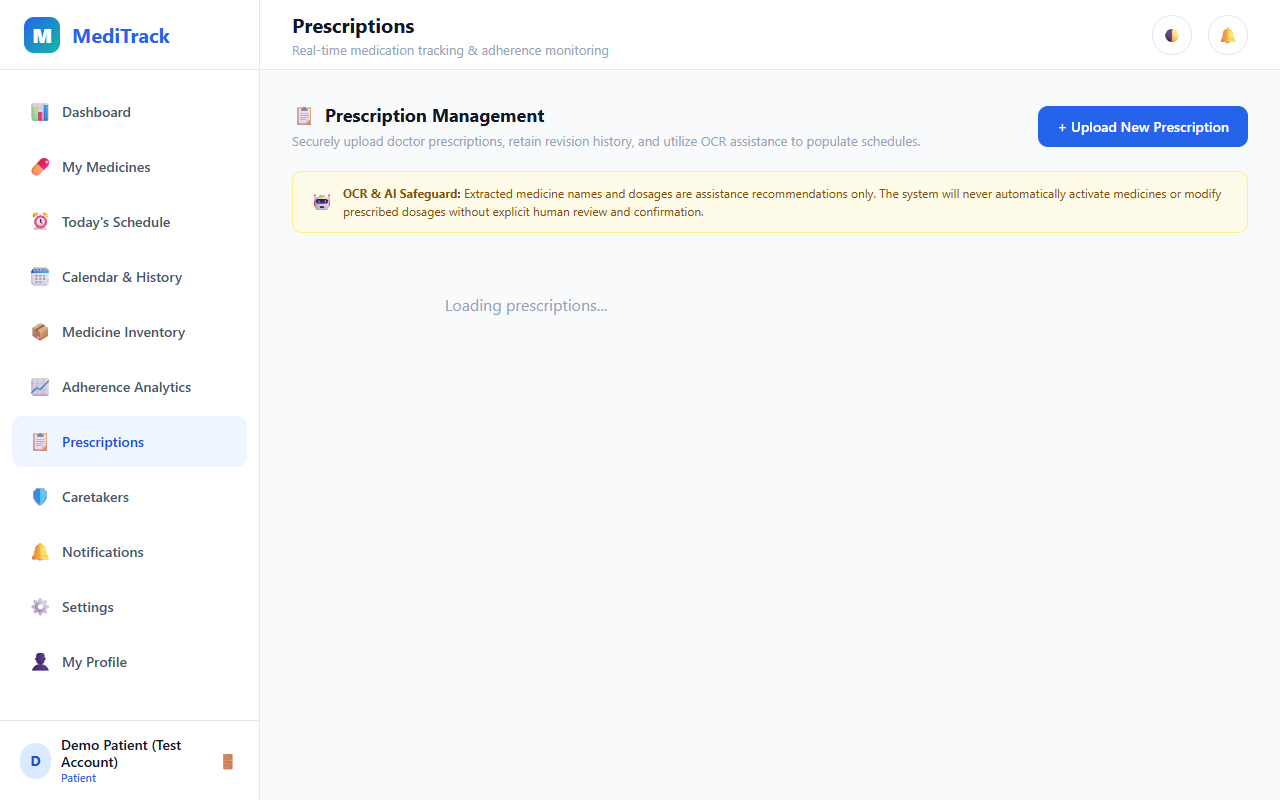 M MediTrack
Dashboard
My Medicines
Today's Schedule
Calendar & History
Medicine Inventory
Adherence Analytics
Prescriptions
Caretakers
Notifications
Settings
My Profile
D
Demo Patient (Test
Account)
Patient
Prescriptions
Real-time medication tracking & adherence monitoring
Prescription Management
Securely upload doctor prescriptions, retain revision history, and utilize OCR assistance to populate schedules.
+ Upload New Prescription
OCR & AI Safeguard: Extracted medicine names and dosages are assistance recommendations only. The system will never automatically activate medicines or modify
prescribed dosages without explicit human review and confirmation.
Loading prescriptions...